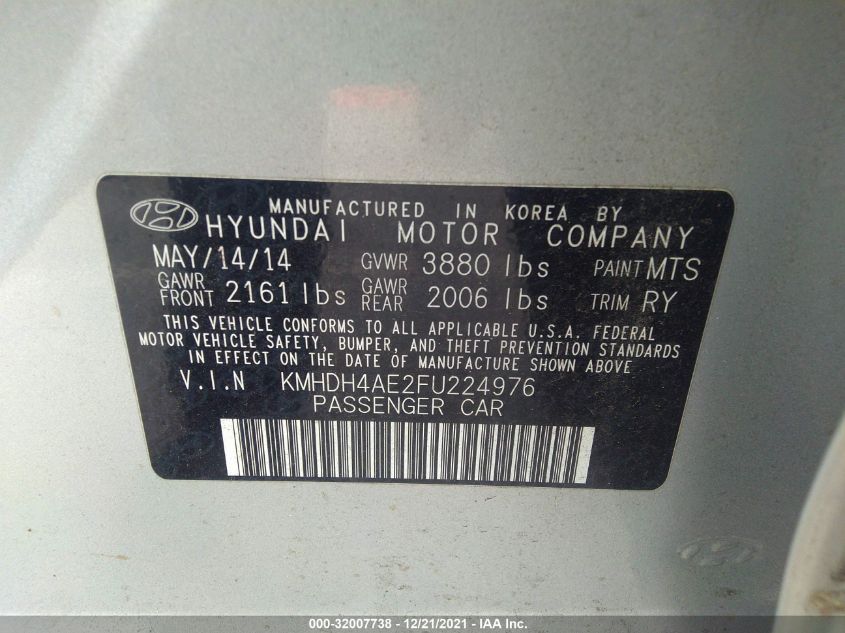 MANUFACTURED IN KOREA BY
HYUNDAI MOTOR COMPANY
MAY/14/14 GVWR 3880 lbs PAINT MTS
GAWR FRONT 2161 lbs GAWR REAR 2006 lbs TRIM RY
THIS VEHICLE CONFORMS TO ALL APPLICABLE U.S.A. FEDERAL
MOTOR VEHICLE SAFETY, BUMPER, AND THEFT PREVENTION STANDARDS
IN EFFECT ON THE DATE OF MANUFACTURE SHOWN ABOVE
V.I.N KMHDH4AE2FU224976
PASSENGER CAR
000-32007738 - 12/21/2021 - IAA Inc.